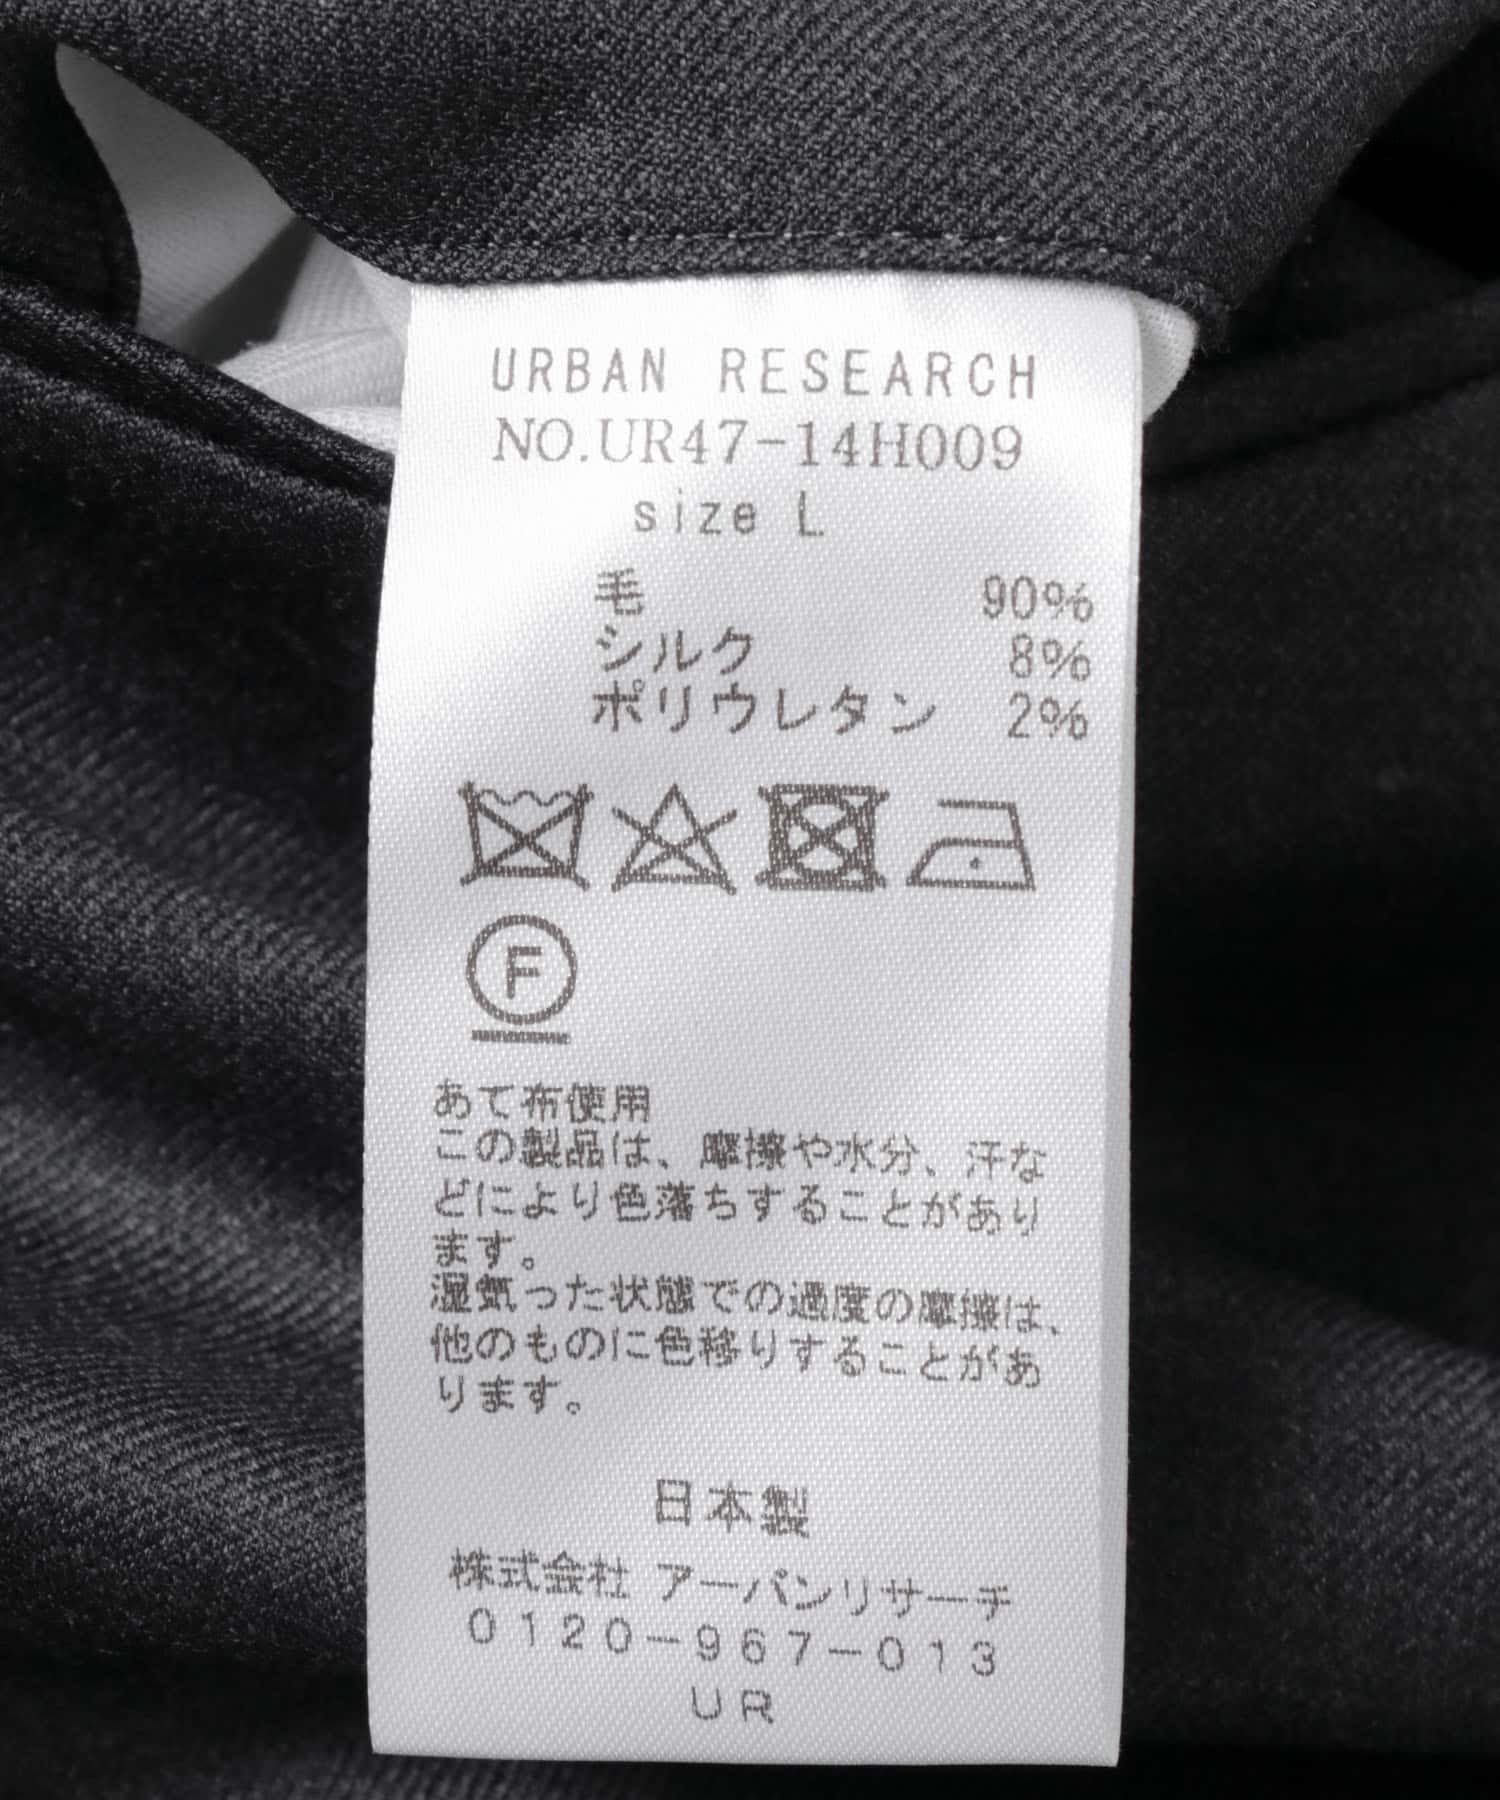 URBAN RESEARCH
NO.UR47-14H009
size L
毛 90%
シルク 8%
ポリウレタン 2%
F
あて布使用
この製品は、摩擦や水分、汗な
どにより色落ちすることがあり
ます。
湿気った状態での過度の摩擦は、
他のものに色移りすることがあ
ります。
日本製
株式会社 アーバンリサーチ
0120-967-013
UR